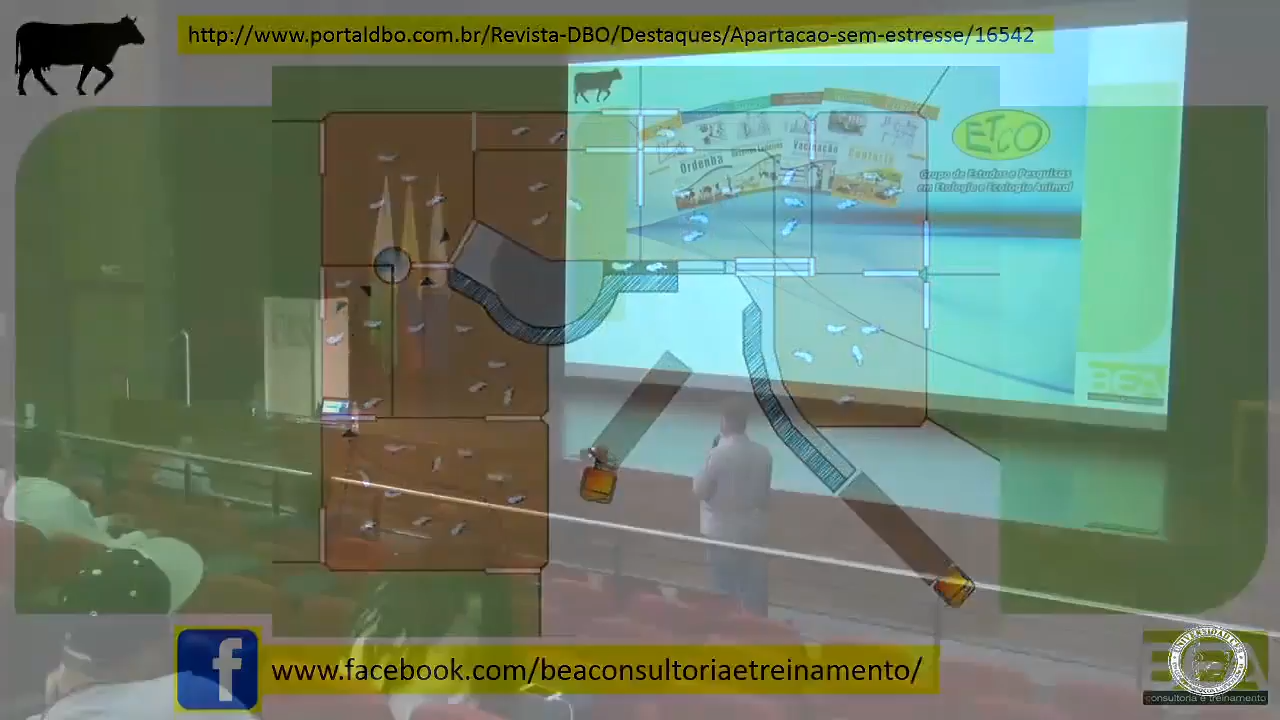 http://www.portaldbo.com.br/Revista-DBO/Destaques/Apartacao-sem-estresse/16542
ETCO
Grupo de Estudos e Pesquisas
em Etologia e Ecologia Animal
Ordenha
Vacinação
BEA
f
www.facebook.com/beaconsultoriaetreinamento/
consultoria e treinamento